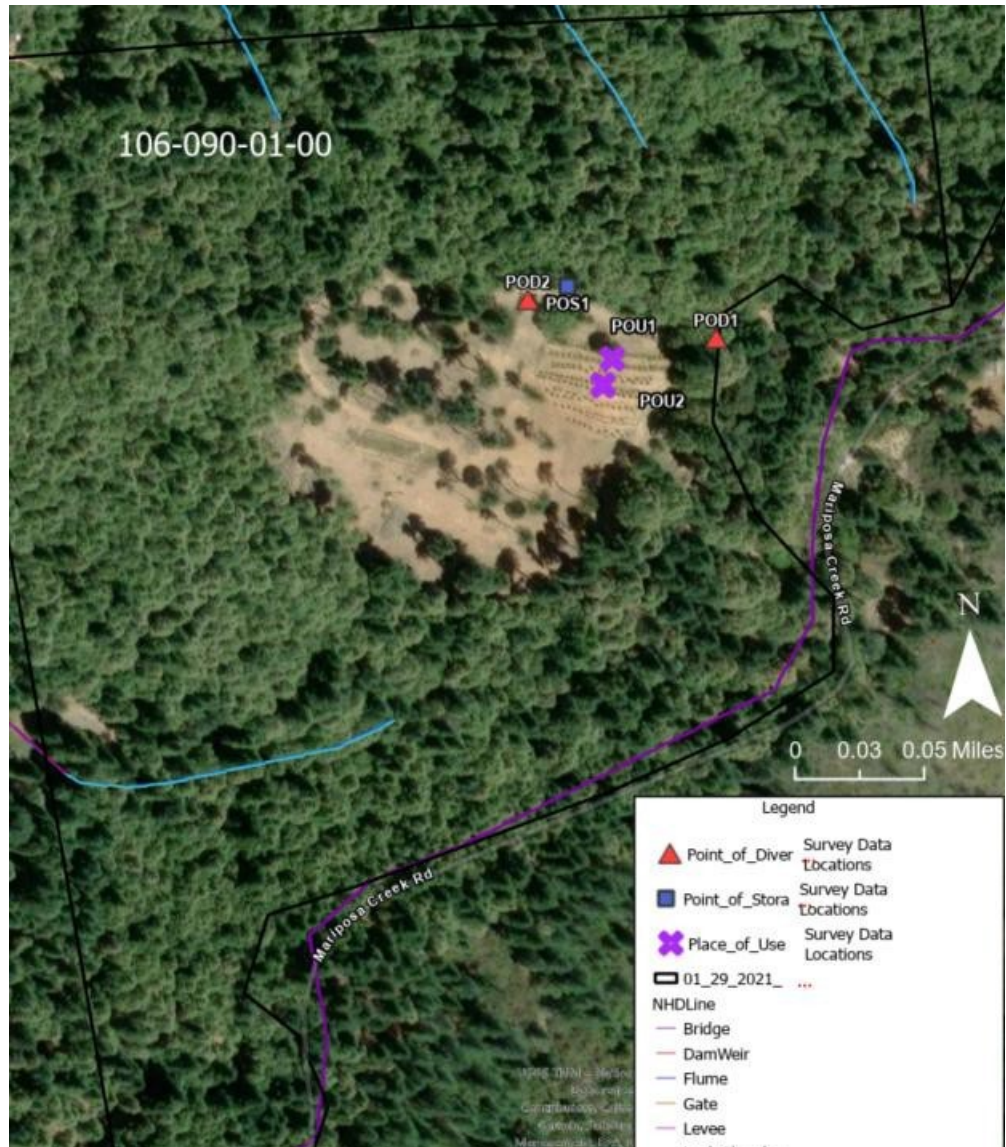 106-090-01-00
POD2
POS1
POU1
POD1
POU2
Mariposa Creek Rd
N
0 0.03 0.05 Miles
Mariposa Creek Rd
Legend
Point_of_Diver Survey Data
... Locations
Point_of_Stora Survey Data
... Locations
Place_of_Use Survey Data
Locations
01_29_2021_ ...
NHDLine
Bridge
DamWeir
Flume
Gate
Levee